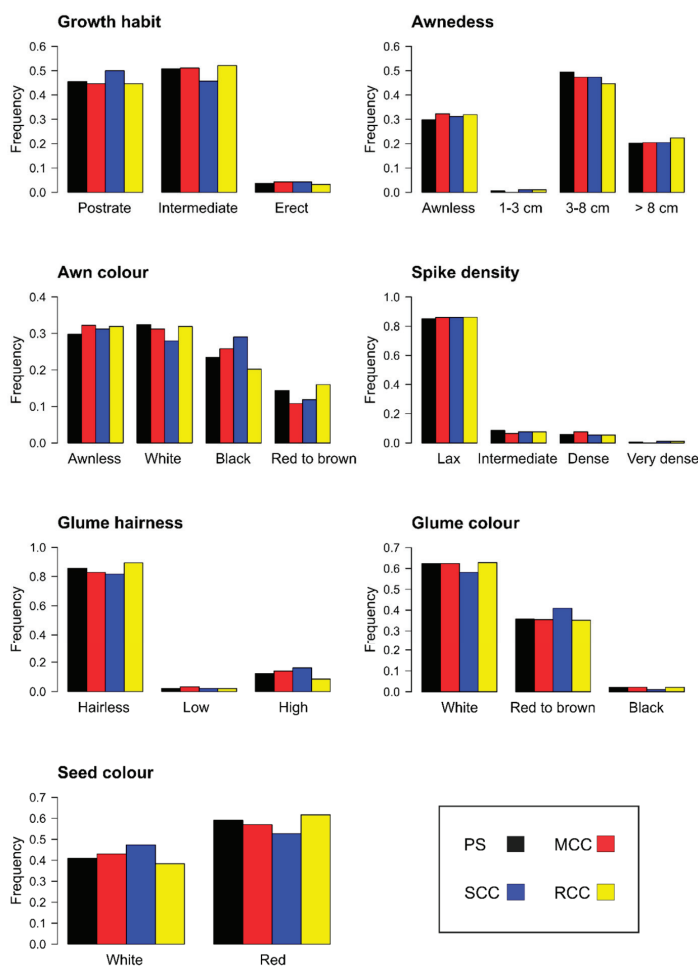 Growth habit
Frequency
0.6
0.5
0.4
0.3
0.2
0.1
0.0
Postrate Intermediate Erect
Awnedess
Frequency
0.6
0.5
0.4
0.3
0.2
0.1
0.0
Awnless 1-3 cm 3-8 cm > 8 cm
Awn colour
Frequency
0.4
0.3
0.2
0.1
0.0
Awnless White Black Red to brown
Spike density
Frequency
1.0
0.8
0.6
0.4
0.2
0.0
Lax Intermediate Dense Very dense
Glume hairness
Frequency
1.0
0.8
0.6
0.4
0.2
0.0
Hairless Low High
Glume colour
Frequency
0.7
0.6
0.5
0.4
0.3
0.2
0.1
0.0
White Red to brown Black
Seed colour
Frequency
0.7
0.6
0.5
0.4
0.3
0.2
0.1
0.0
White Red
PS MCC
SCC RCC